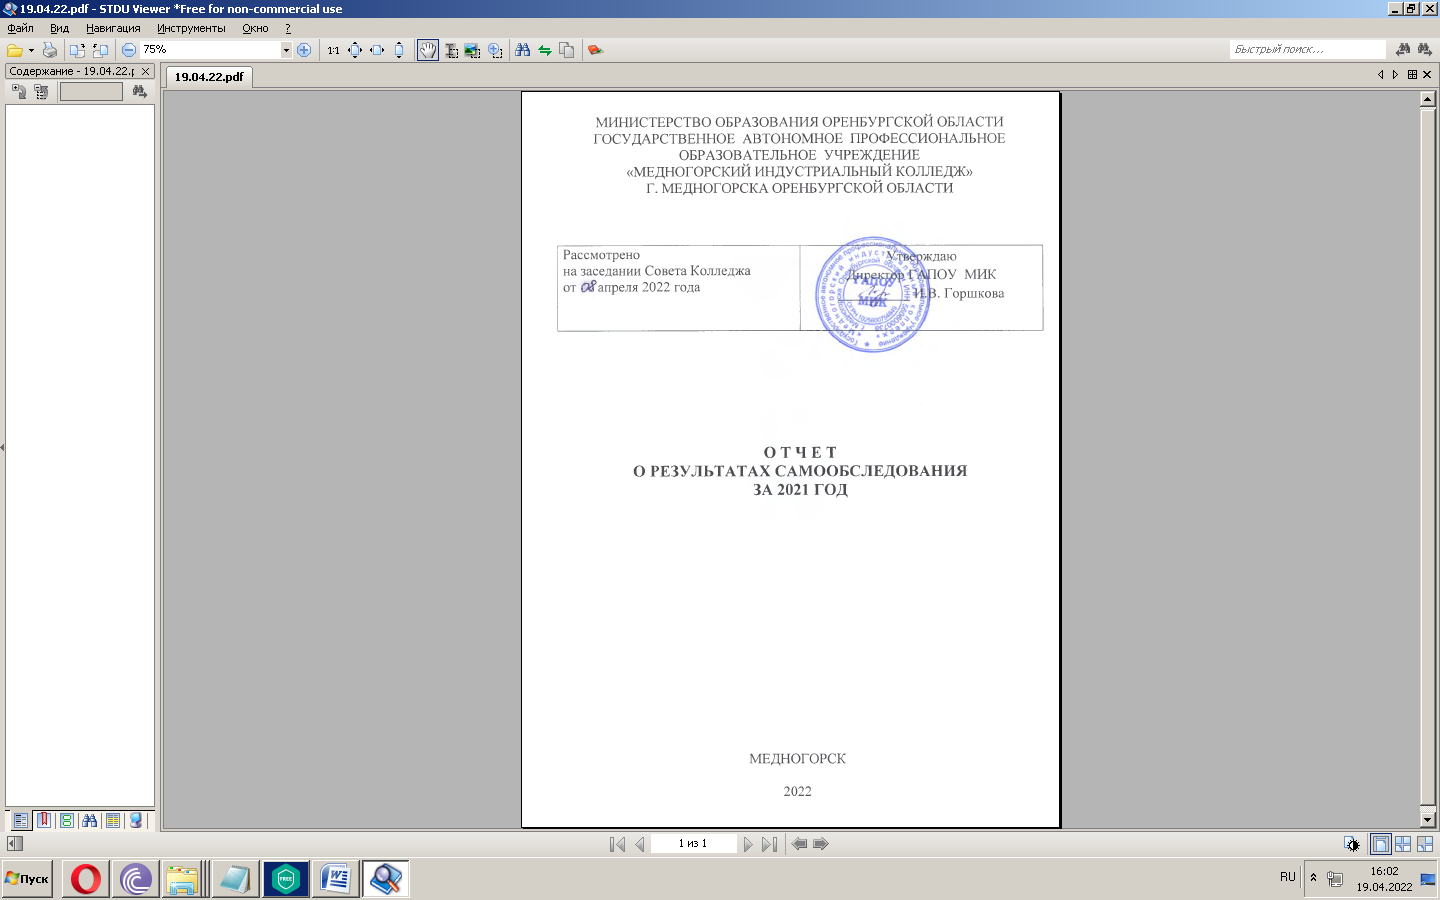 19.04.22.pdf - STDU Viewer *Free for non-commercial use
Файл Вид Навигация Инструменты Окно ?
75%
1:1
Быстрый поиск...
Содержание - 19.04.22.p
19.04.22.pdf
МИНИСТЕРСТВО ОБРАЗОВАНИЯ ОРЕНБУРГСКОЙ ОБЛАСТИ
ГОСУДАРСТВЕННОЕ АВТОНОМНОЕ ПРОФЕССИОНАЛЬНОЕ
ОБРАЗОВАТЕЛЬНОЕ УЧРЕЖДЕНИЕ
«МЕДНОГОРСКИЙ ИНДУСТРИАЛЬНЫЙ КОЛЛЕДЖ»
Г. МЕДНОГОРСКА ОРЕНБУРГСКОЙ ОБЛАСТИ
Рассмотрено
на заседании Совета Колледжа
от 08 апреля 2022 года
Утверждаю
Директор ГАПОУ МИК
И.В. Горшкова
ГАПОУ
МИК
О Т Ч Е Т
О РЕЗУЛЬТАТАХ САМООБСЛЕДОВАНИЯ
ЗА 2021 ГОД
МЕДНОГОРСК
2022
1 из 1
Пуск
FREE
RU
16:02
19.04.2022